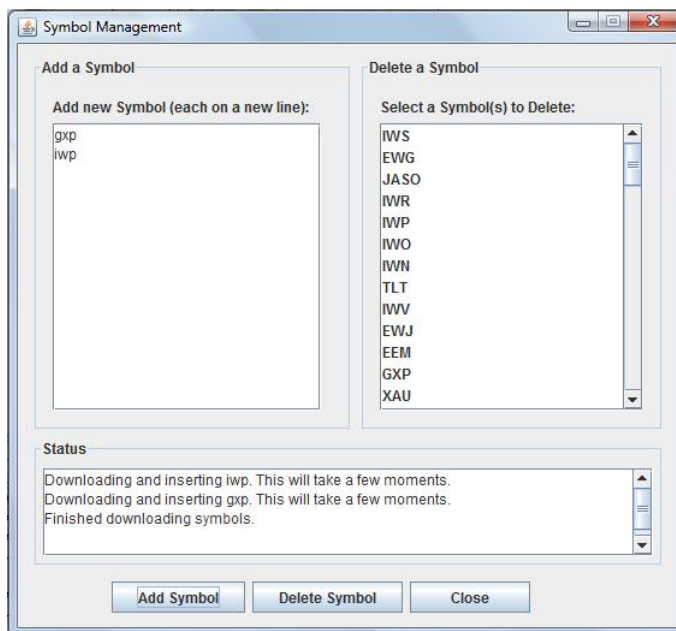 Symbol Management
Add a Symbol
Add new Symbol (each on a new line):
gxp
iwp
Delete a Symbol
Select a Symbol(s) to Delete:
IWS
EWG
JASO
IWR
IWP
IWO
IWN
TLT
IWV
EWJ
EEM
GXP
XAU
Status
Downloading and inserting iwp. This will take a few moments.
Downloading and inserting gxp. This will take a few moments.
Finished downloading symbols.
Add Symbol
Delete Symbol
Close